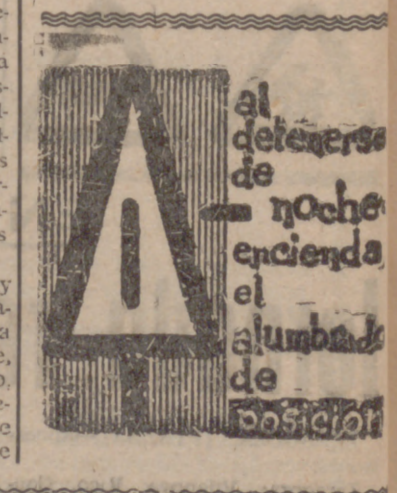 al
detenerse
de
noche
encienda
el
alumbrado
de
posición